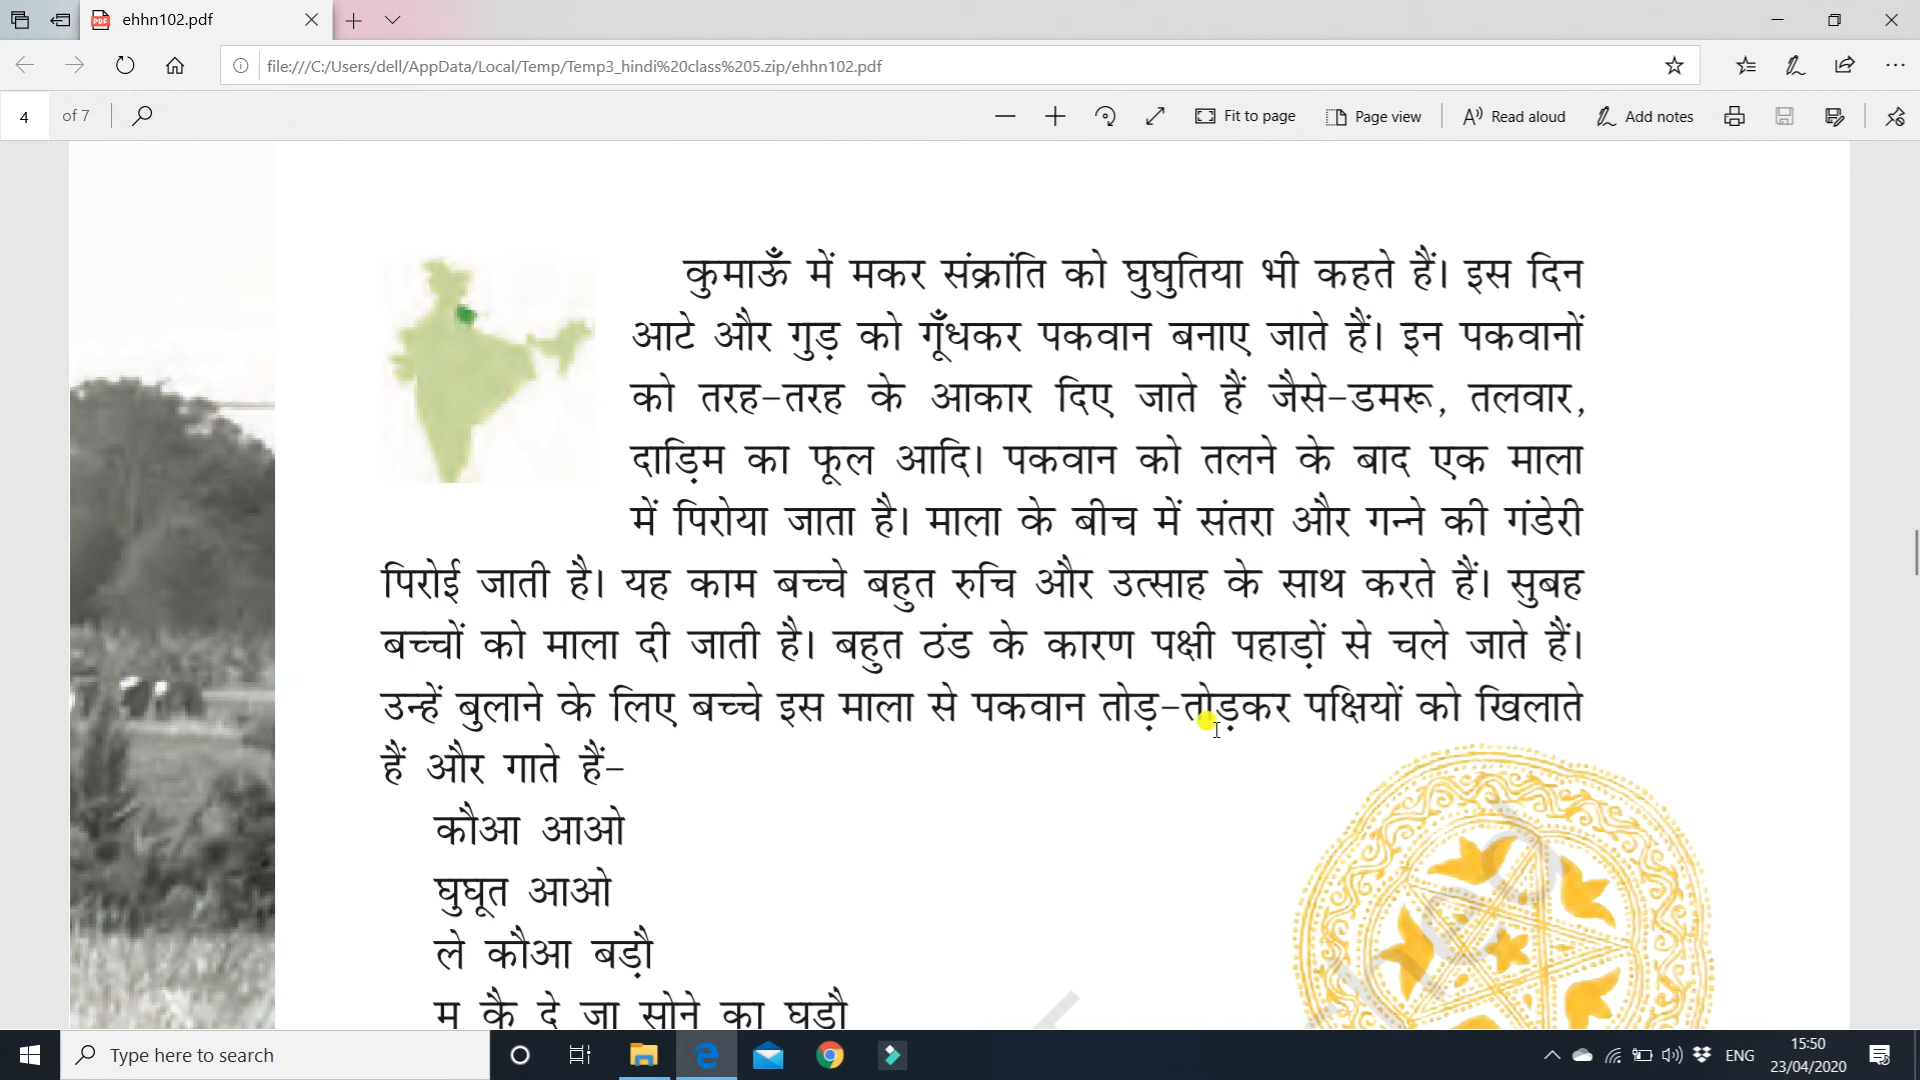 ehhn102.pdf
file:///C:/Users/dell/AppData/Local/Temp/Temp3_hindi%20class%205.zip/ehhn102.pdf
4 of 7 Fit to page Page view Read aloud Add notes
कुमाऊँ में मकर संक्रांति को घुघुतिया भी कहते हैं। इस दिन
आटे और गुड़ को गूँधकर पकवान बनाए जाते हैं। इन पकवानों
को तरह-तरह के आकार दिए जाते हैं जैसे-डमरू, तलवार,
दाड़िम का फूल आदि। पकवान को तलने के बाद एक माला
में पिरोया जाता है। माला के बीच में संतरा और गन्ने की गंडेरी
पिरोई जाती है। यह काम बच्चे बहुत रुचि और उत्साह के साथ करते हैं। सुबह
बच्चों को माला दी जाती है। बहुत ठंड के कारण पक्षी पहाड़ों से चले जाते हैं।
उन्हें बुलाने के लिए बच्चे इस माला से पकवान तोड़-तोड़कर पक्षियों को खिलाते
हैं और गाते हैं-
कौआ आओ
घुघूत आओ
ले कौआ बड़ौ
म कै दे जा सोने का घड़ौ
Type here to search
ENG
15:50
23/04/2020